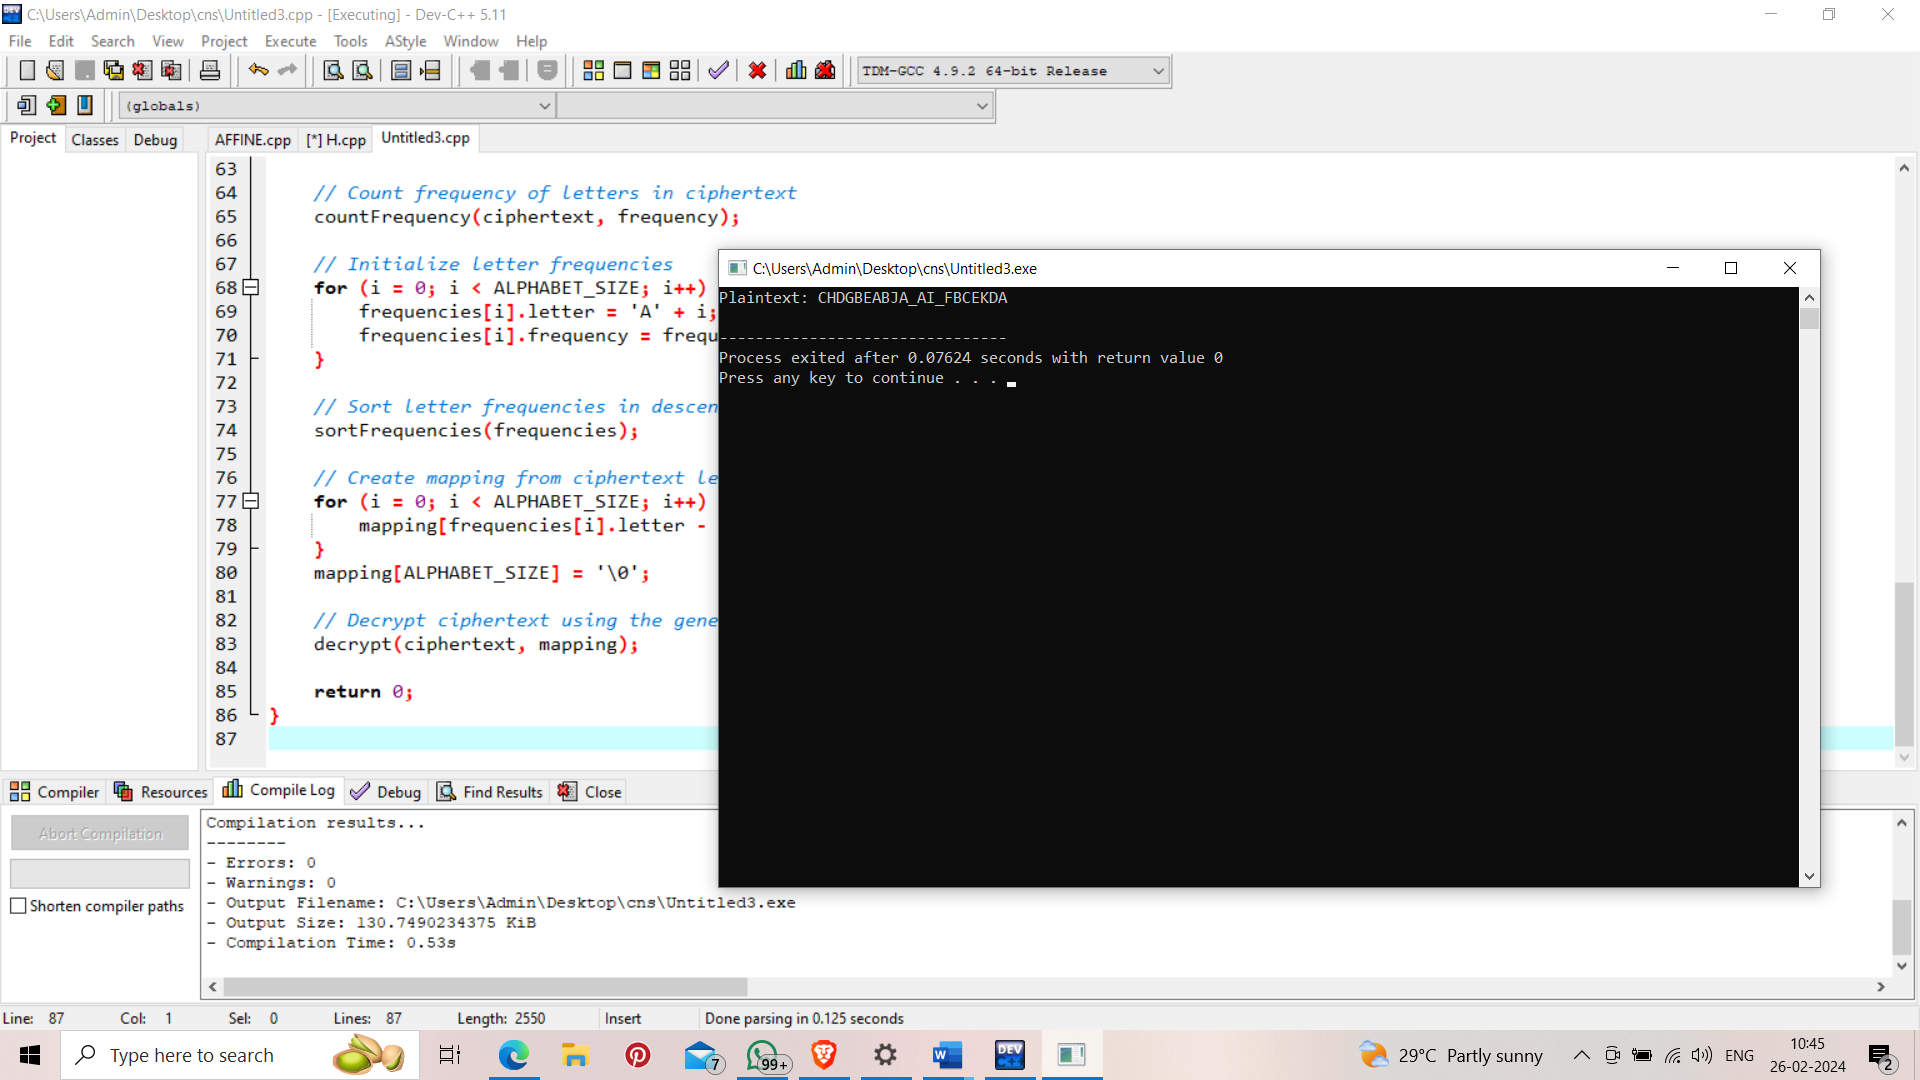 C:\Users\Admin\Desktop\cns\Untitled3.cpp - [Executing] - Dev-C++ 5.11
File Edit Search View Project Execute Tools AStyle Window Help
TDM-GCC 4.9.2 64-bit Release
(globals)
Project Classes Debug
AFFINE.cpp [*] H.cpp Untitled3.cpp
63
64 // Count frequency of letters in ciphertext
65 countFrequency(ciphertext, frequency);
66
67 // Initialize letter frequencies
68 for (i = 0; i < ALPHABET_SIZE; i++)
69 frequencies[i].letter = 'A' + i;
70 frequencies[i].frequency = frequ
71 }
72
73 // Sort letter frequencies in descen
74 sortFrequencies(frequencies);
75
76 // Create mapping from ciphertext le
77 for (i = 0; i < ALPHABET_SIZE; i++)
78 mapping[frequencies[i].letter -
79 }
80 mapping[ALPHABET_SIZE] = '\0';
81
82 // Decrypt ciphertext using the gene
83 decrypt(ciphertext, mapping);
84
85 return 0;
86 }
87
C:\Users\Admin\Desktop\cns\Untitled3.exe
Plaintext: CHDGBEABJA_AI_FBCEKDA
--------------------------------
Process exited after 0.07624 seconds with return value 0
Press any key to continue . . .
Compiler Resources Compile Log Debug Find Results Close
Abort Compilation
Shorten compiler paths
Compilation results...
--------
- Errors: 0
- Warnings: 0
- Output Filename: C:\Users\Admin\Desktop\cns\Untitled3.exe
- Output Size: 130.7490234375 KiB
- Compilation Time: 0.53s
Line: 87 Col: 1 Sel: 0 Lines: 87 Length: 2550 Insert Done parsing in 0.125 seconds
Type here to search
7
99+
W
DEV C++
29°C Partly sunny
ENG
10:45
26-02-2024
2